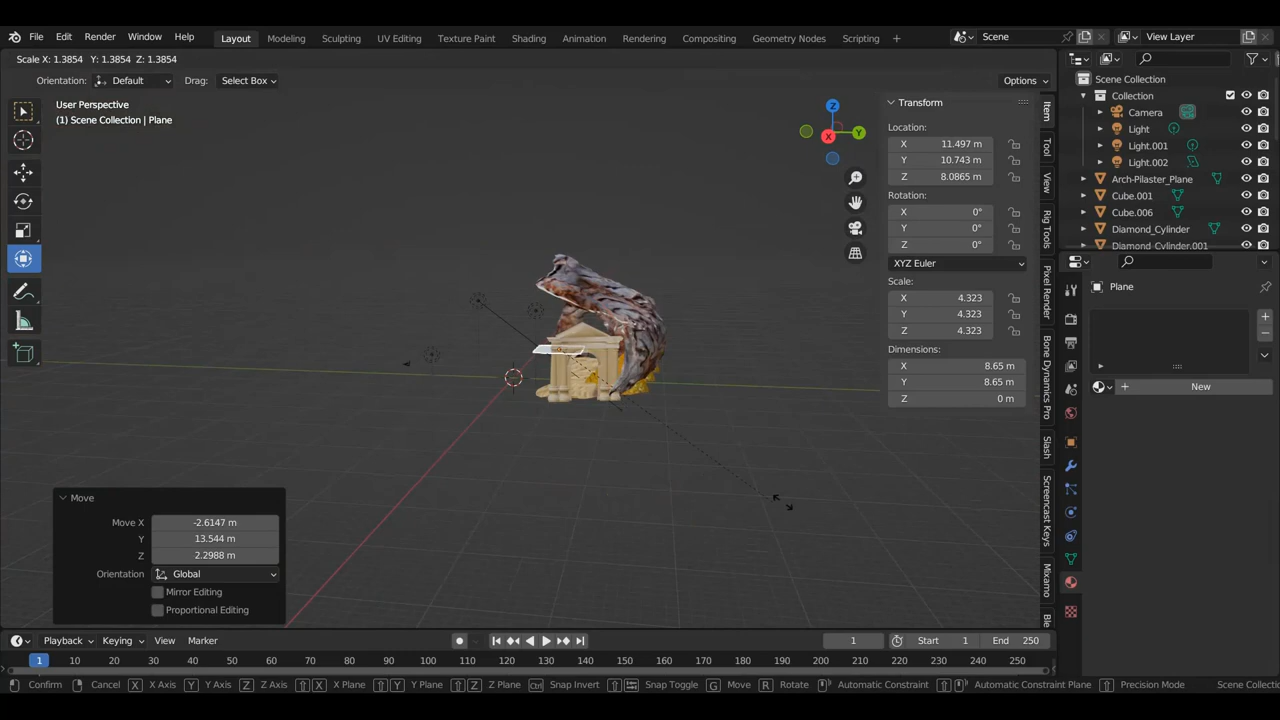 File Edit Render Window Help Layout Modeling Sculpting UV Editing Texture Paint Shading Animation Rendering Compositing Geometry Nodes Scripting + Scene View Layer
Scale X: 1.3854 Y: 1.3854 Z: 1.3854
Orientation: Default Drag: Select Box Options
User Perspective
(1) Scene Collection | Plane
Z
Y
X
Transform
Location:
X 11.497 m
Y 10.743 m
Z 8.0865 m
Rotation:
X 0°
Y 0°
Z 0°
XYZ Euler
Scale:
X 4.323
Y 4.323
Z 4.323
Dimensions:
X 8.65 m
Y 8.65 m
Z 0 m
Item
Tool
View
Rig Tools
Pixel Render
Bone Dynamics Pro
Slash
Screencast Keys
Mixamo
Ble
Scene Collection
Collection
Camera
Light
Light.001
Light.002
Arch-Pilaster_Plane
Cube.001
Cube.006
Diamond_Cylinder
Diamond_Cylinder.001
Plane
+ New
Move
Move X -2.6147 m
Y 13.544 m
Z 2.2988 m
Orientation Global
Mirror Editing
Proportional Editing
Playback Keying View Marker 1 Start 1 End 250
1 10 20 30 40 50 60 70 80 90 100 110 120 130 140 150 160 170 180 190 200 210 220 230 240 250
Confirm Cancel X X Axis Y Y Axis Z Z Axis X X Plane Y Y Plane Z Z Plane Ctrl Snap Invert Snap Toggle G Move R Rotate Automatic Constraint Automatic Constraint Plane Precision Mode Scene Collectio